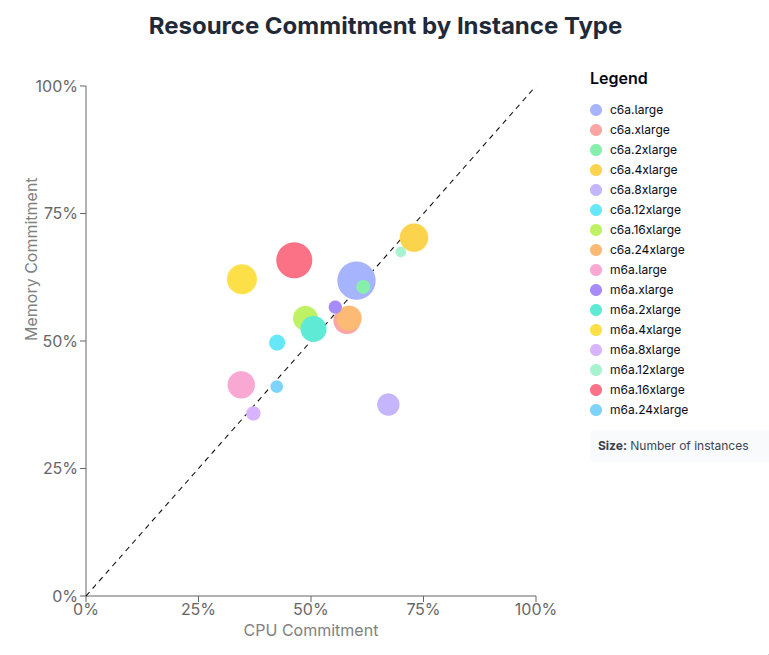 Resource Commitment by Instance Type
Legend
c6a.large
c6a.xlarge
c6a.2xlarge
c6a.4xlarge
c6a.8xlarge
c6a.12xlarge
c6a.16xlarge
c6a.24xlarge
m6a.large
m6a.xlarge
m6a.2xlarge
m6a.4xlarge
m6a.8xlarge
m6a.12xlarge
m6a.16xlarge
m6a.24xlarge
Size: Number of instances
Memory Commitment
100%
75%
50%
25%
0%
0% 25% 50% 75% 100%
CPU Commitment